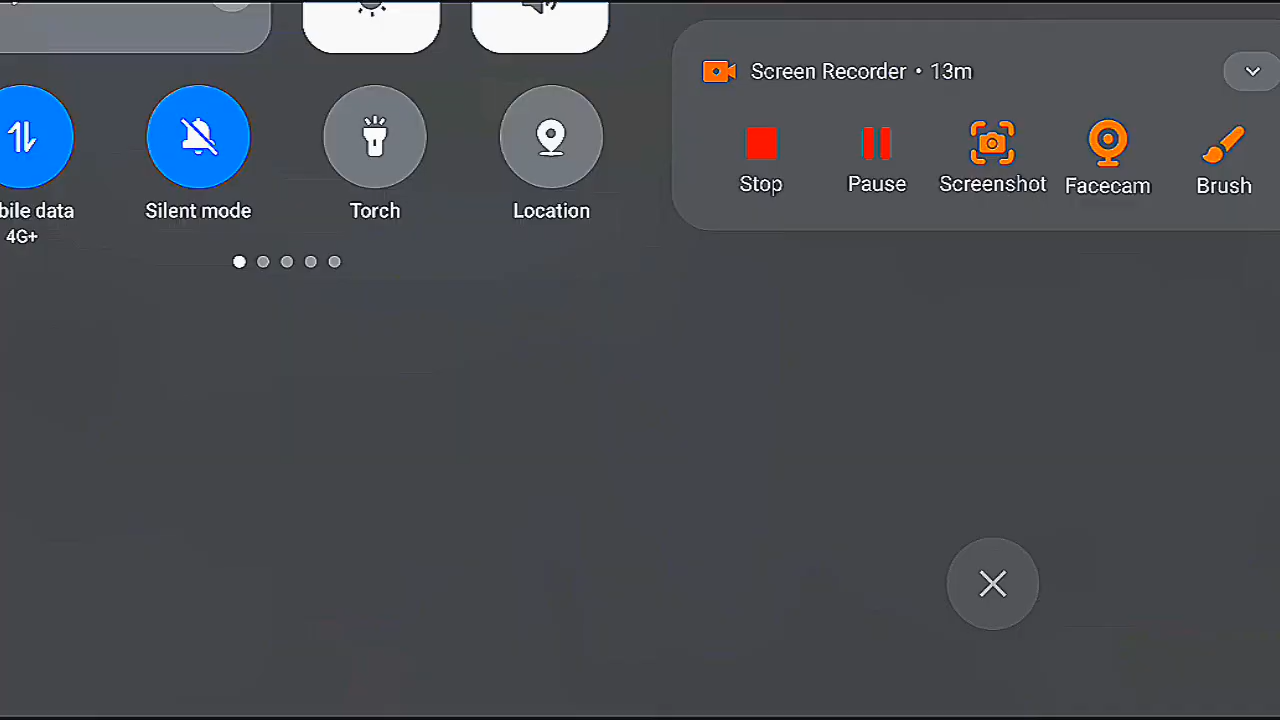 Screen Recorder • 13m
Stop
Pause
Screenshot
Facecam
Brush
bile data
4G+
Silent mode
Torch
Location